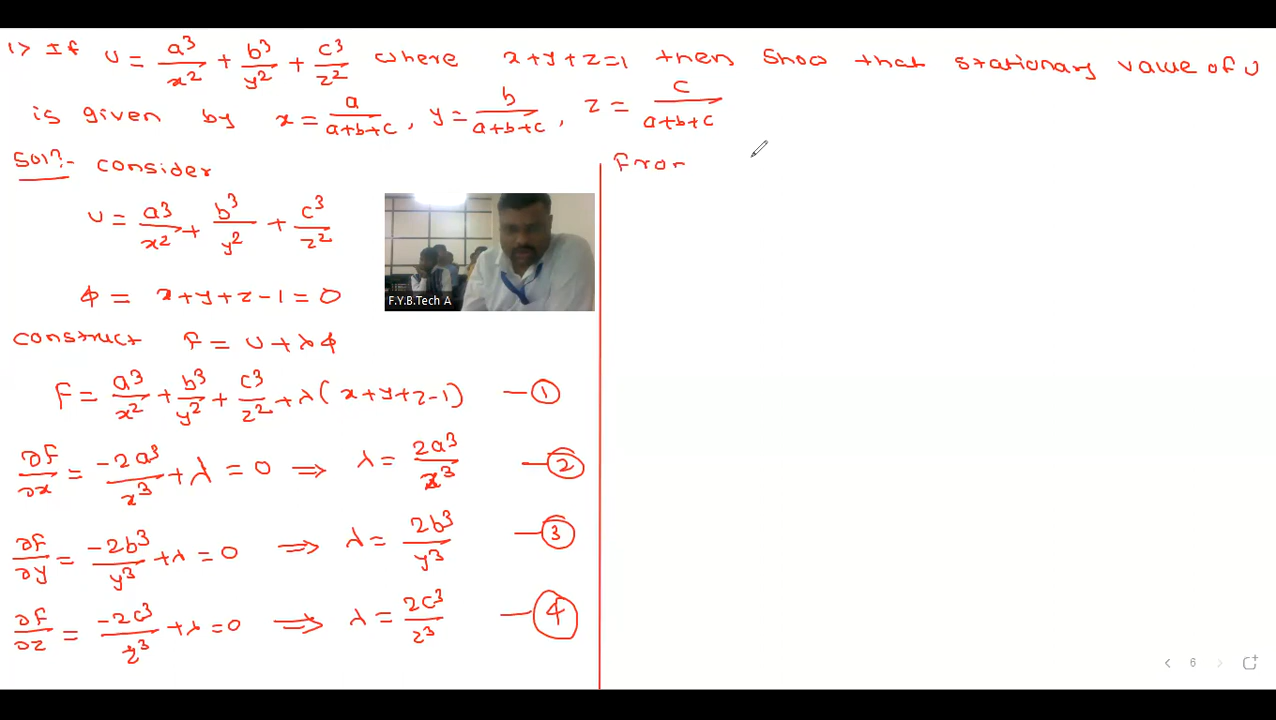 1> If u = a³/x² + b³/y² + c³/z² where x+y+z=1 then show that stationary value of u
is given by x = a/(a+b+c), y = b/(a+b+c), z = c/(a+b+c)
Solⁿ:- consider
u = a³/x² + b³/y² + c³/z²
φ = x+y+z-1=0
construct F = u+λφ
F = a³/x² + b³/y² + c³/z² + λ(x+y+z-1) —①
∂F/∂x = -2a³/x³ + λ = 0 ⇒ λ = 2a³/x³ —②
∂F/∂y = -2b³/y³ + λ = 0 ⇒ λ = 2b³/y³ —③
∂F/∂z = -2c³/z³ + λ = 0 ⇒ λ = 2c³/z³ —④
From
F.Y.B.Tech A
6